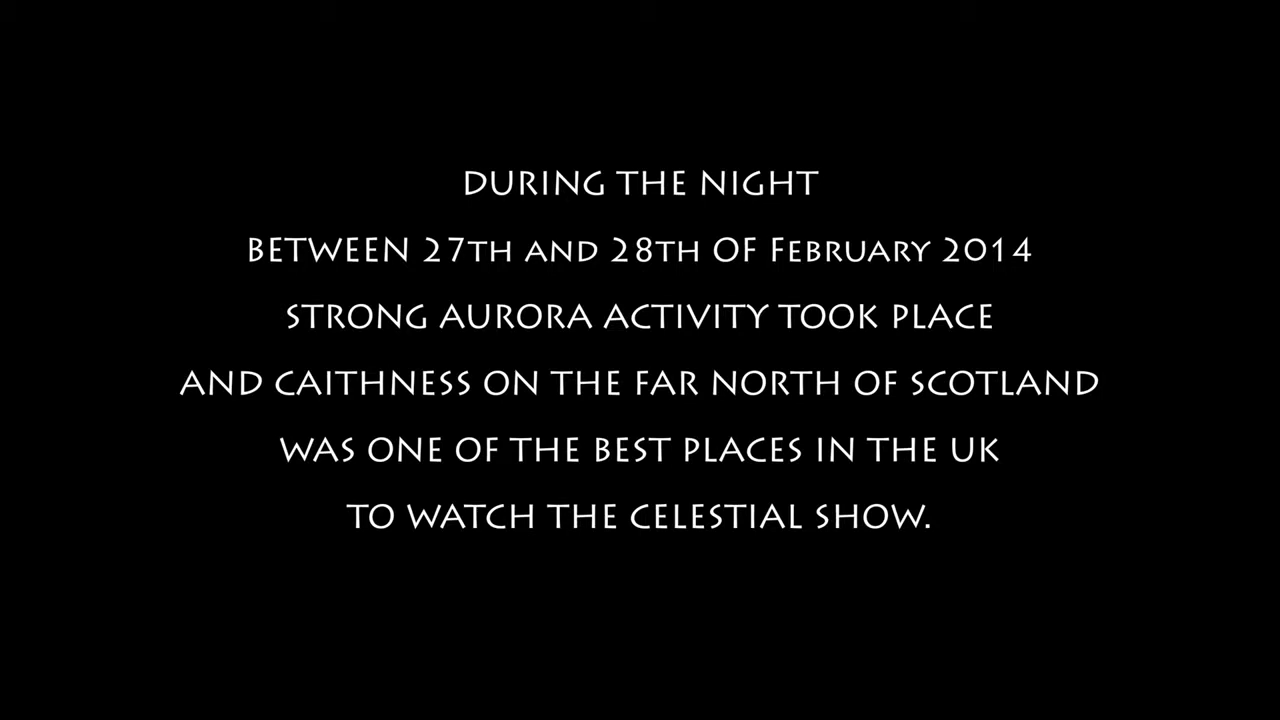 DURING THE NIGHT
BETWEEN 27TH AND 28TH OF FEBRUARY 2014
STRONG AURORA ACTIVITY TOOK PLACE
AND CAITHNESS ON THE FAR NORTH OF SCOTLAND
WAS ONE OF THE BEST PLACES IN THE UK
TO WATCH THE CELESTIAL SHOW.